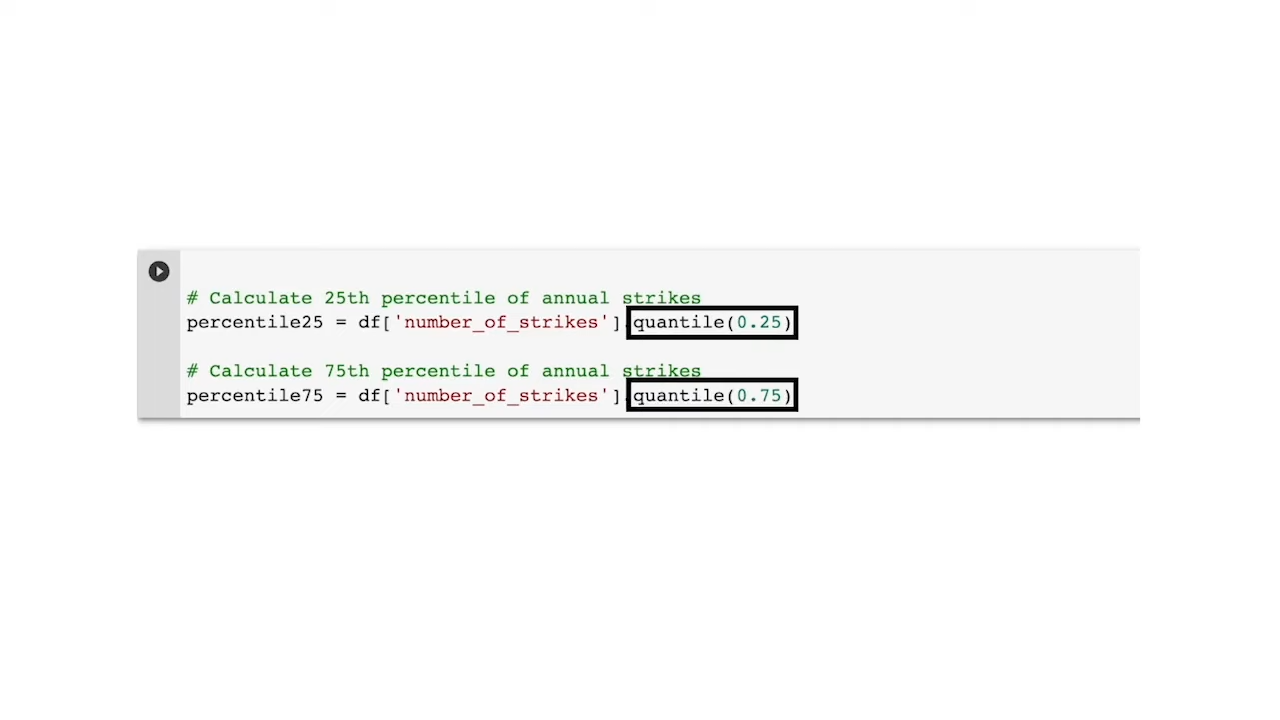 # Calculate 25th percentile of annual strikes
percentile25 = df['number_of_strikes'].quantile(0.25)
# Calculate 75th percentile of annual strikes
percentile75 = df['number_of_strikes'].quantile(0.75)